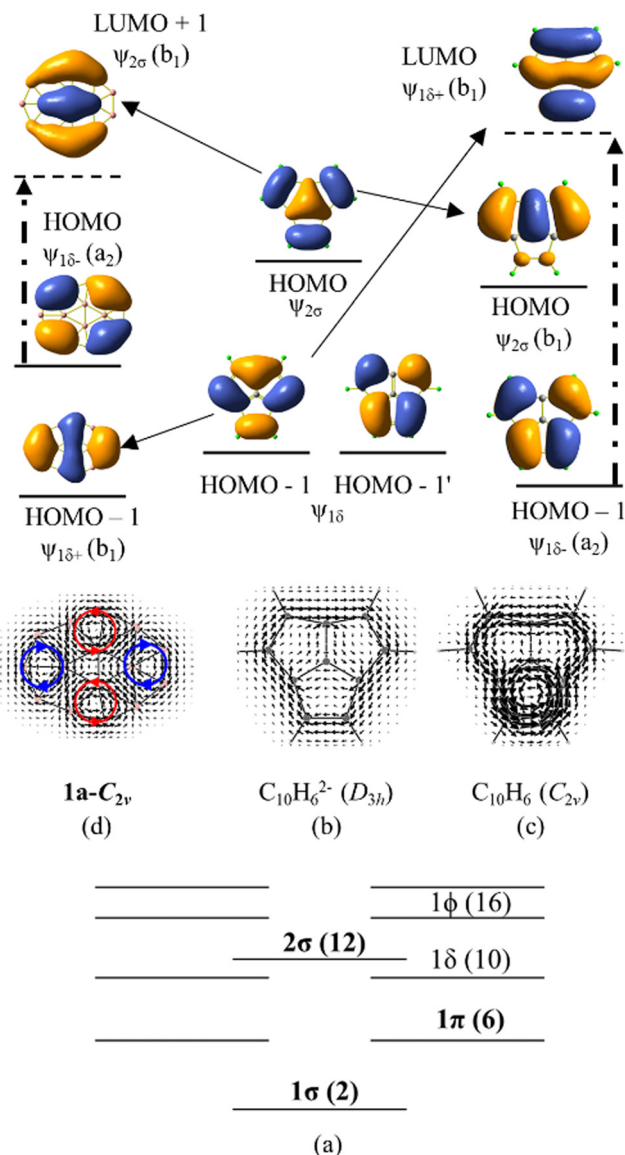 LUMO + 1
ψ2σ (b1)
LUMO
ψ1δ+ (b1)
HOMO
ψ1δ- (a2)
HOMO
ψ2σ
HOMO
ψ2σ (b1)
HOMO – 1
ψ1δ+ (b1)
HOMO - 1 HOMO - 1'
ψ1δ
HOMO – 1
ψ1δ- (a2)
1a-C2v C10H6 2- (D3h) C10H6 (C2v)
(d) (b) (c)
1ϕ (16)
2σ (12)
1δ (10)
1π (6)
1σ (2)
(a)